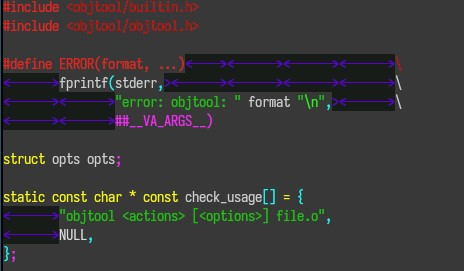 #include <objtool/builtin.h>
#include <objtool/objtool.h>
#define ERROR(format, ...) \
fprintf(stderr, \
"error: objtool: " format "\n", \
##__VA_ARGS__)
struct opts opts;
static const char * const check_usage[] = {
"objtool <actions> [<options>] file.o",
NULL,
};